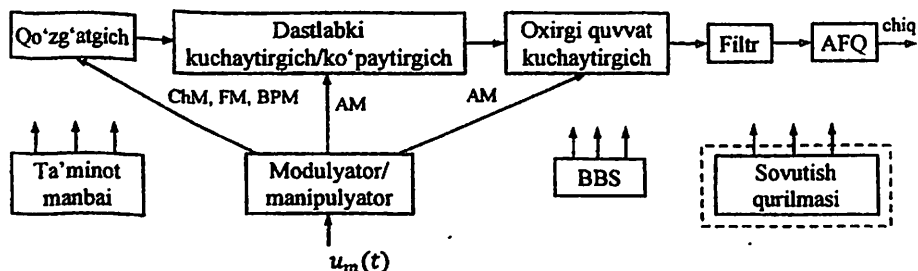 Qo‘zg‘atgich
Dastlabki
kuchaytirgich/ko‘paytirgich
Oxirgi quvvat
kuchaytirgich
Filtr
AFQ
chiq
ChM, FM, BPM
AM
AM
Ta’minot
manbai
Modulyator/
manipulyator
BBS
Sovutish
qurilmasi
uₘ(t)